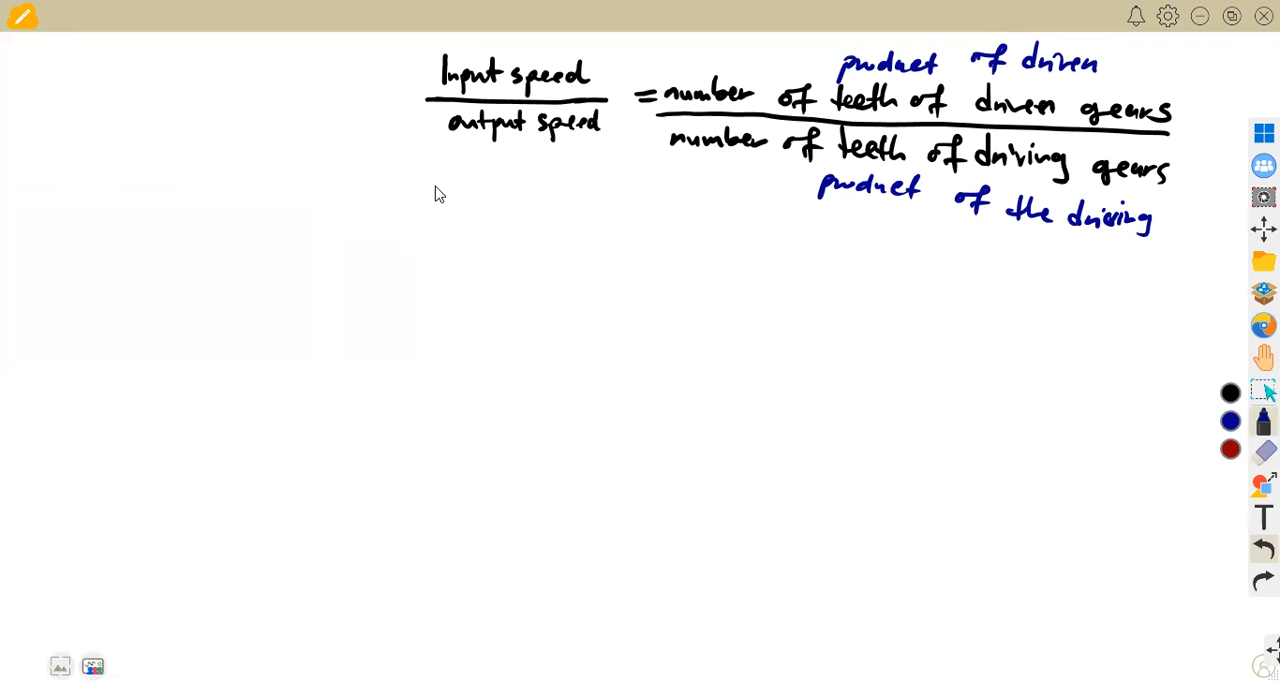 product of driven
Input speed = number of teeth of driven gears
output speed number of teeth of driving gears
product of the driving
T